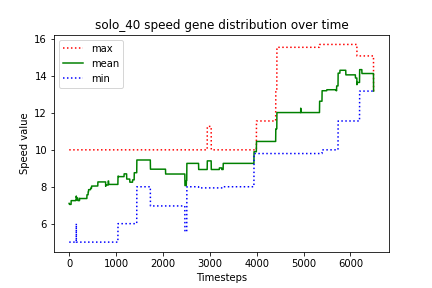 solo_40 speed gene distribution over time
max
mean
min
Speed value
16
14
12
10
8
6
0 1000 2000 3000 4000 5000 6000
Timesteps